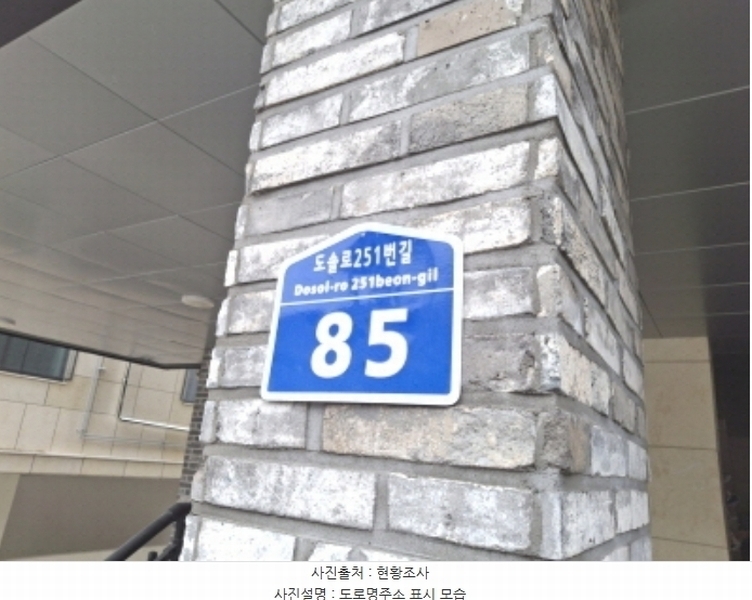 도솔로251번길
Dosol-ro 251beon-gil
85
사진출처 : 현황조사
사진설명 : 도로명주소 표시 모습